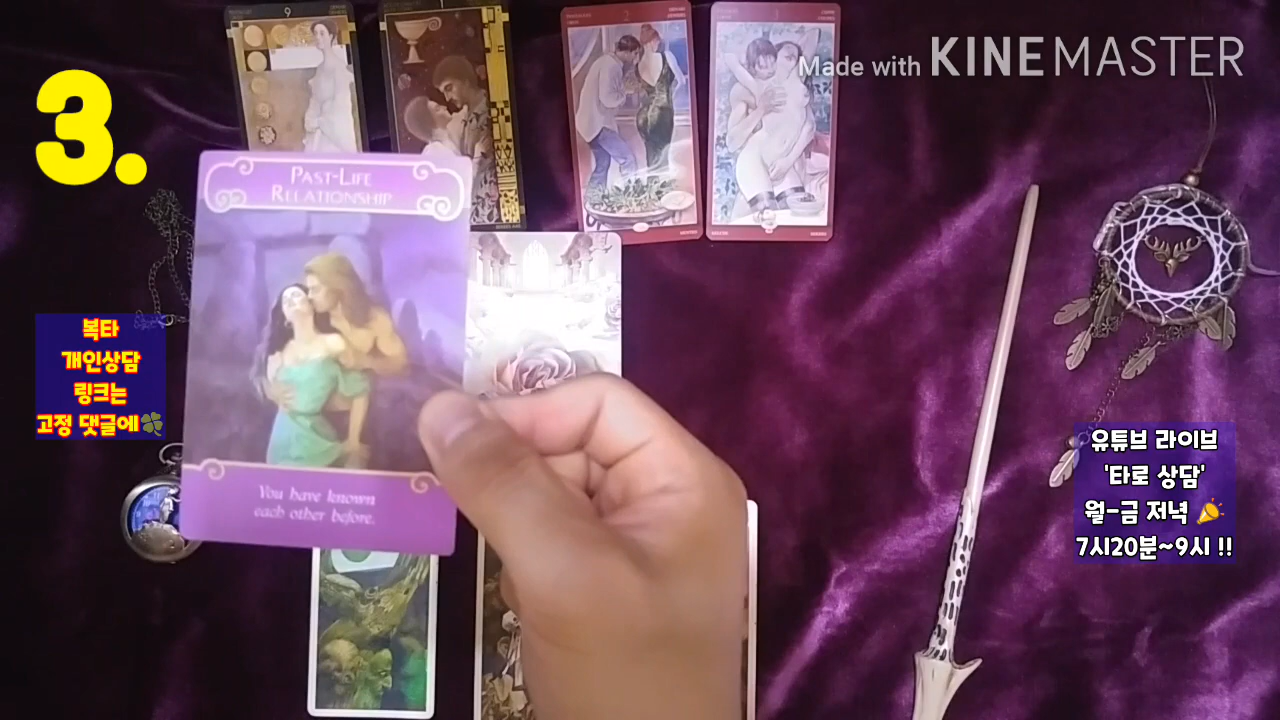 Made with KINEMASTER
3.
9
2
PAST-LIFE
RELATIONSHIP
You have known
each other before.
복타
개인상담
링크는
고정 댓글에🍀
유튜브 라이브
'타로 상담'
월-금 저녁 📣
7시20분~9시 !!